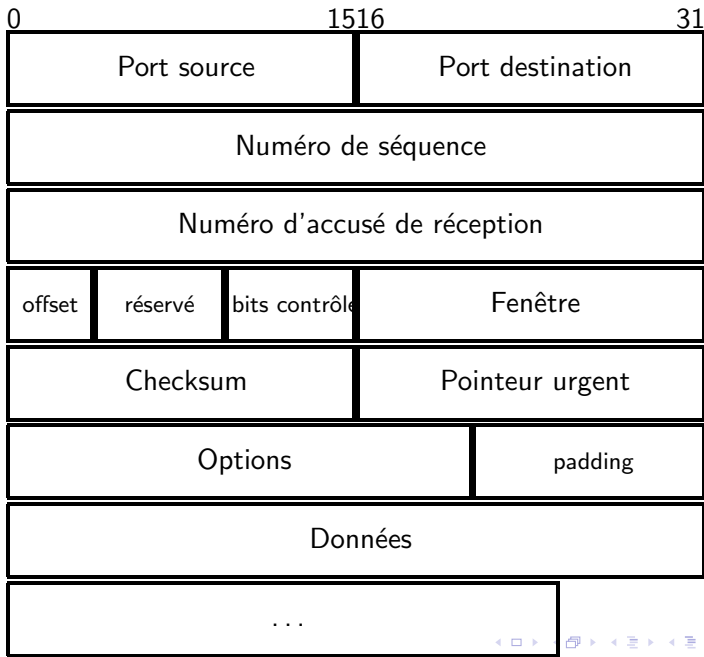 0 1516 31
Port source Port destination
Numéro de séquence
Numéro d'accusé de réception
offset réservé bits contrôle Fenêtre
Checksum Pointeur urgent
Options padding
Données
...